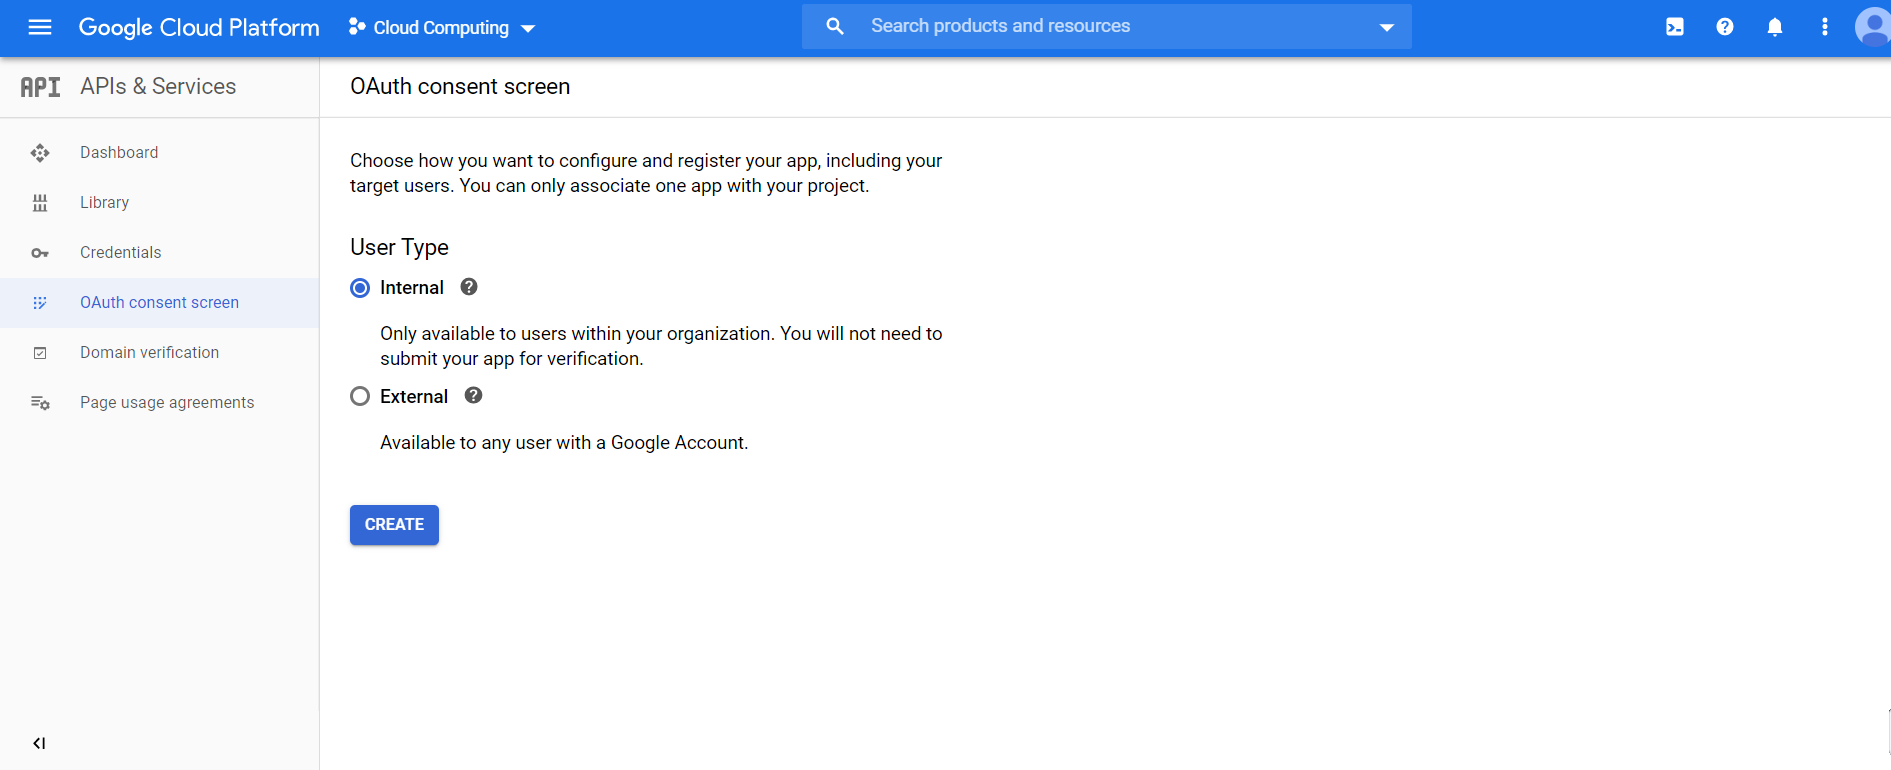 Google Cloud Platform
Cloud Computing
Search products and resources
API APIs & Services
Dashboard
Library
Credentials
OAuth consent screen
Domain verification
Page usage agreements
OAuth consent screen
Choose how you want to configure and register your app, including your
target users. You can only associate one app with your project.
User Type
Internal
Only available to users within your organization. You will not need to
submit your app for verification.
External
Available to any user with a Google Account.
CREATE